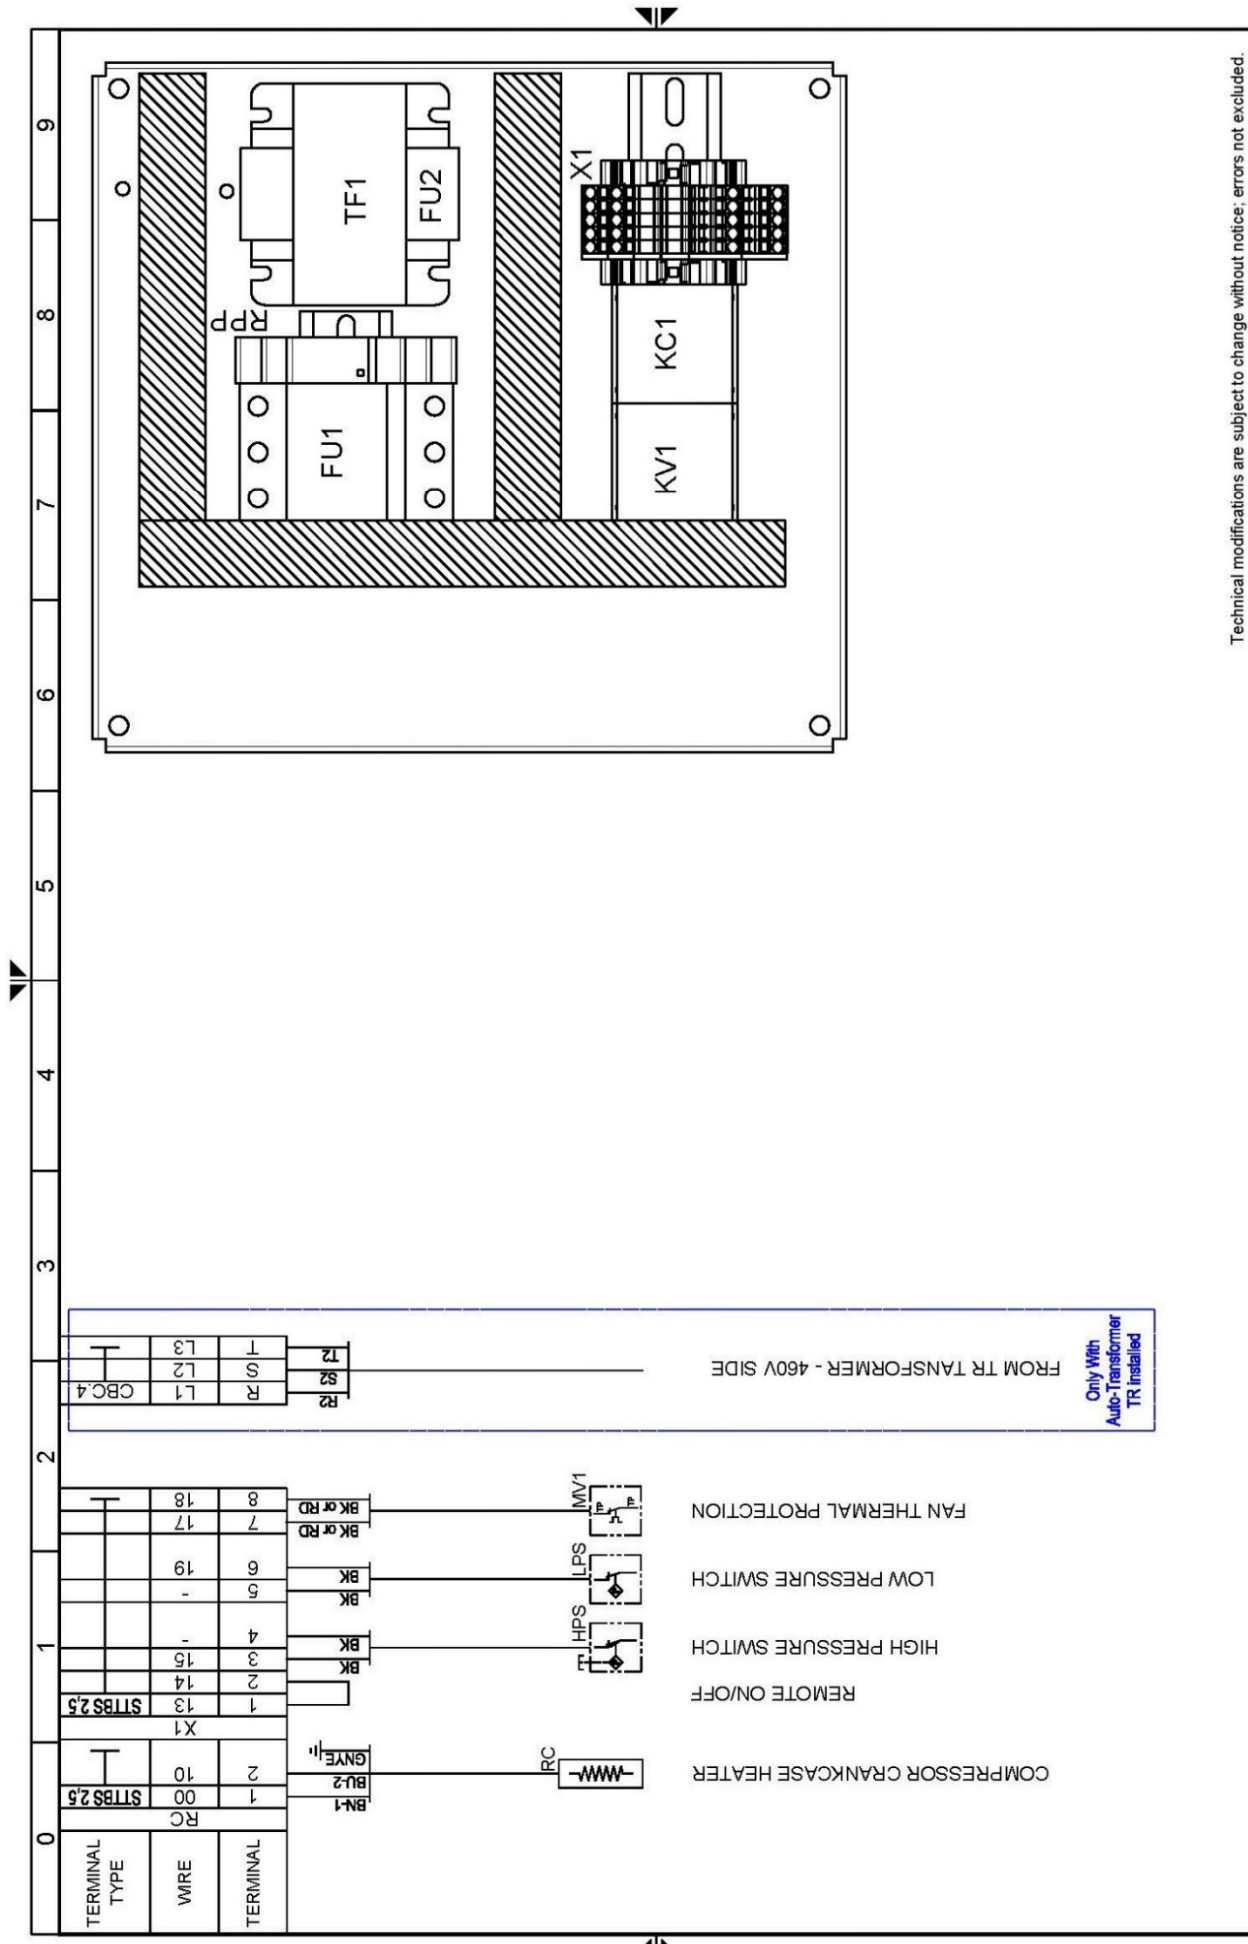 0
1
2
3
4
5
6
7
8
9
TERMINAL
TYPE
WIRE
TERMINAL
RC
STTBS 2,5
00
10
1
2
BN-1
BU-2
GNYE
RC
COMPRESSOR CRANKCASE HEATER
X1
STTBS 2,5
13
14
15
-
-
19
17
18
1
2
3
4
5
6
7
8
REMOTE ON/OFF
BK
BK
HPS
HIGH PRESSURE SWITCH
BK
BK
LPS
LOW PRESSURE SWITCH
BK or RD
BK or RD
MV1
FAN THERMAL PROTECTION
CBC.4
L1
L2
L3
R
S
T
R2
S2
T2
FROM TR TANSFORMER - 460V SIDE
Only With
Auto-Transformer
TR installed
FU1
RPP
TF1
FU2
KV1
KC1
X1
Technical modifications are subject to change without notice; errors not excluded.